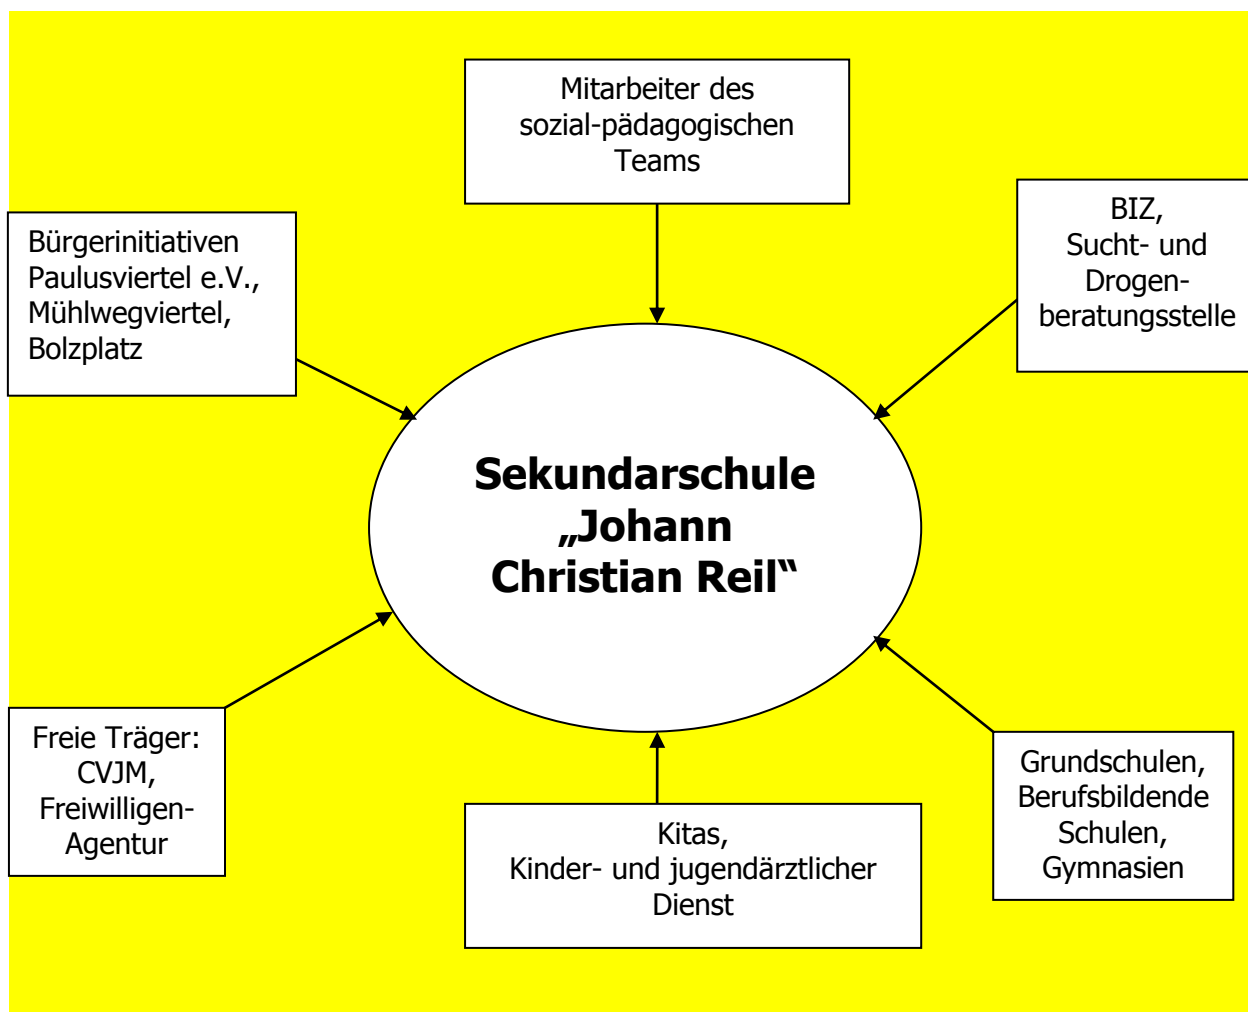 Mitarbeiter des
sozial-pädagogischen
Teams
BIZ,
Sucht- und
Drogen-
beratungsstelle
Bürgerinitiativen
Paulusviertel e.V.,
Mühlwegviertel,
Bolzplatz
Sekundarschule
„Johann
Christian Reil“
Freie Träger:
CVJM,
Freiwilligen-
Agentur
Kitas,
Kinder- und jugendärztlicher
Dienst
Grundschulen,
Berufsbildende
Schulen,
Gymnasien